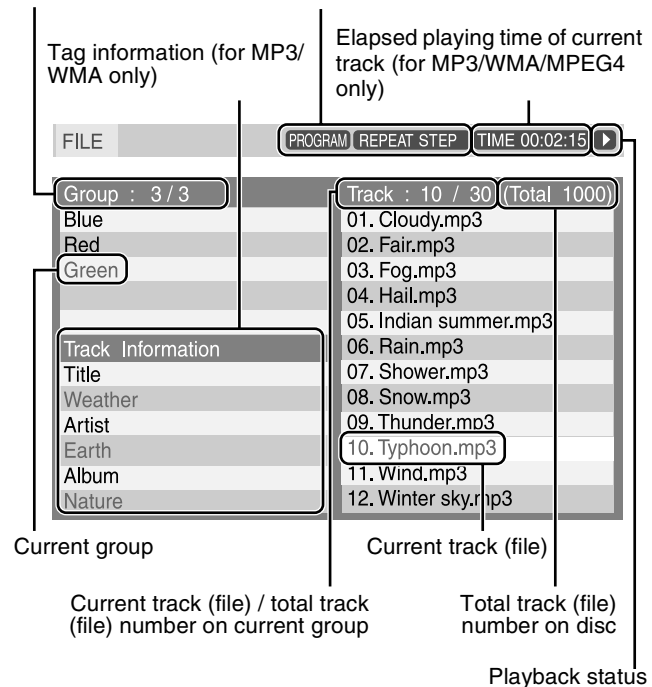 Tag information (for MP3/
WMA only)
Elapsed playing time of current
track (for MP3/WMA/MPEG4
only)
FILE
PROGRAM REPEAT STEP TIME 00:02:15
Group : 3 / 3
Blue
Red
Green
Track Information
Title
Weather
Artist
Earth
Album
Nature
Track : 10 / 30 (Total 1000)
01. Cloudy.mp3
02. Fair.mp3
03. Fog.mp3
04. Hail.mp3
05. Indian summer.mp3
06. Rain.mp3
07. Shower.mp3
08. Snow.mp3
09. Thunder.mp3
10. Typhoon.mp3
11. Wind.mp3
12. Winter sky.mp3
Current group
Current track (file)
Current track (file) / total track
(file) number on current group
Total track (file)
number on disc
Playback status